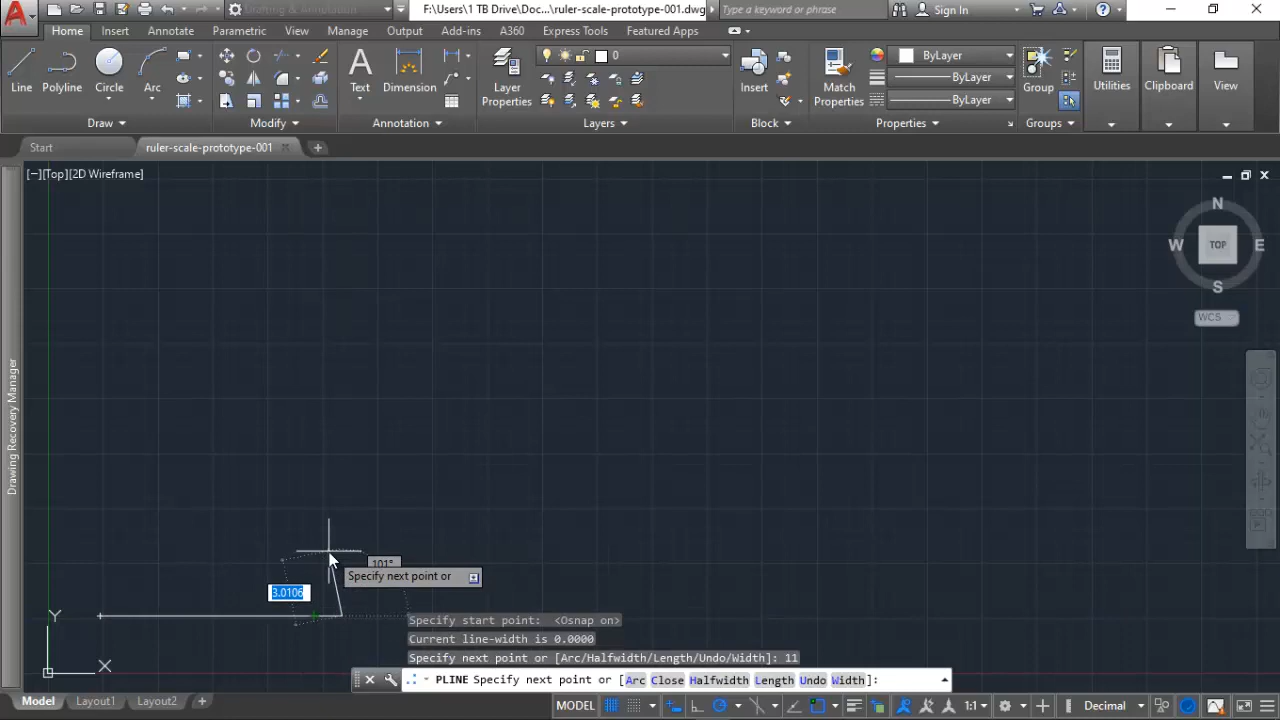 Drafting & Annotation
F:\Users\1 TB Drive\Doc...\ruler-scale-prototype-001.dwg
Type a keyword or phrase
Sign In
Home Insert Annotate Parametric View Manage Output Add-ins A360 Express Tools Featured Apps
0
ByLayer
ByLayer
ByLayer
Line Polyline Circle Arc Text Dimension Layer Properties Insert Match Properties Group Utilities Clipboard View
Draw Modify Annotation Layers Block Properties Groups
Start ruler-scale-prototype-001
[−][Top][2D Wireframe]
N
W TOP E
S
WCS
Drawing Recovery Manager
101°
Specify next point or
3.0106
Y
X
Specify start point: <Osnap on>
Current line-width is 0.0000
Specify next point or [Arc/Halfwidth/Length/Undo/Width]: 11
PLINE Specify next point or [Arc Close Halfwidth Length Undo Width]:
Model Layout1 Layout2
MODEL 1:1 Decimal